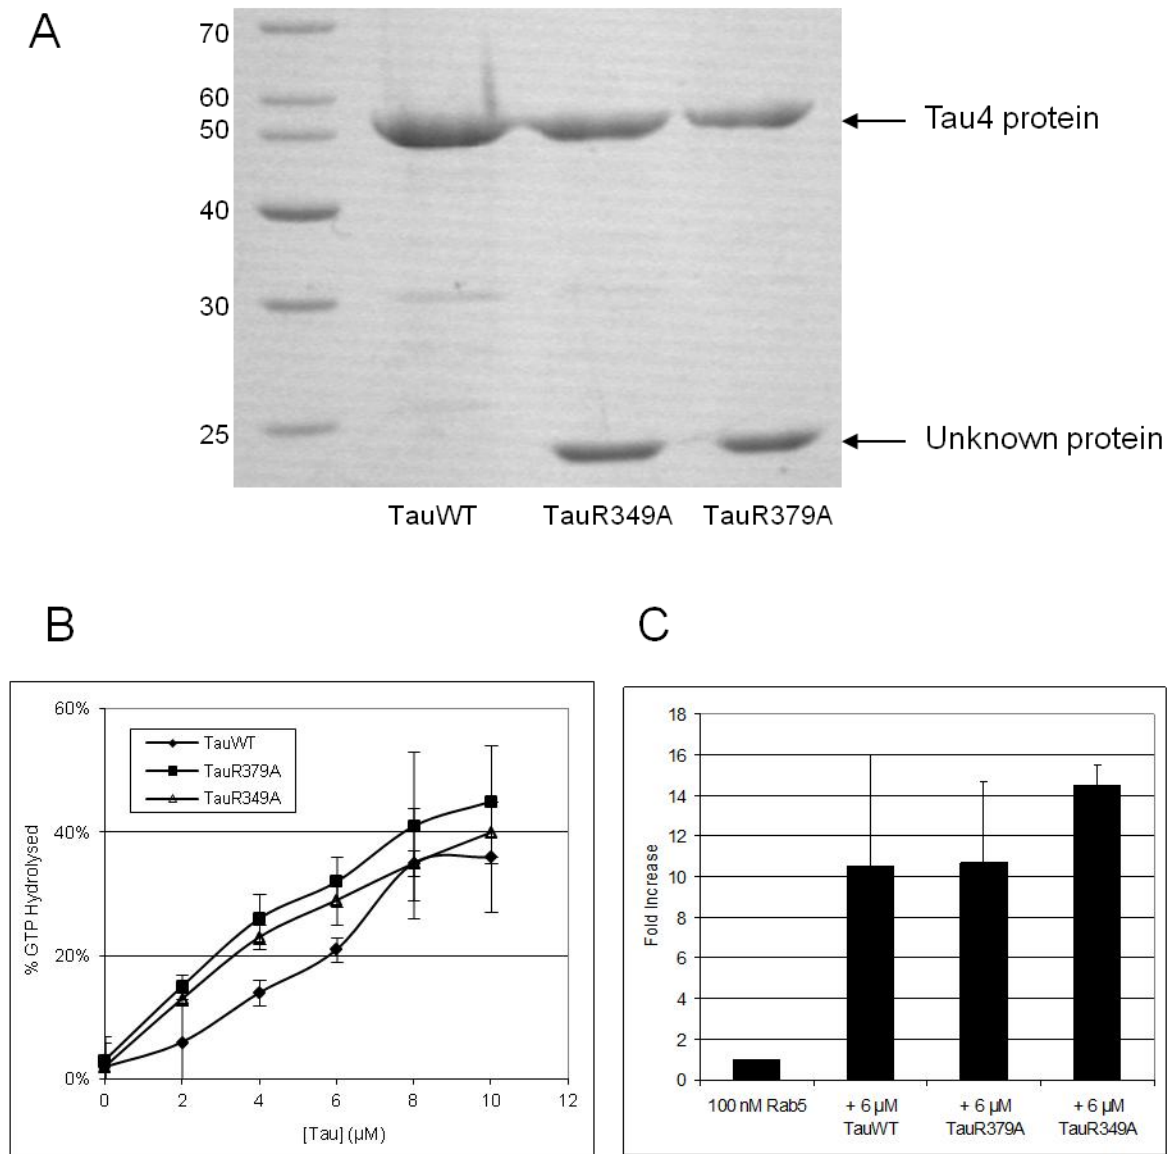 A
70
60
50
40
30
25
Tau4 protein
Unknown protein
TauWT
TauR349A
TauR379A
B
60%
40%
20%
0%
% GTP Hydrolysed
TauWT
TauR379A
TauR349A
0
2
4
6
8
10
12
[Tau] (µM)
C
18
16
14
12
10
8
6
4
2
0
Fold Increase
100 nM Rab5
+ 6 µM
TauWT
+ 6 µM
TauR379A
+ 6 µM
TauR349A